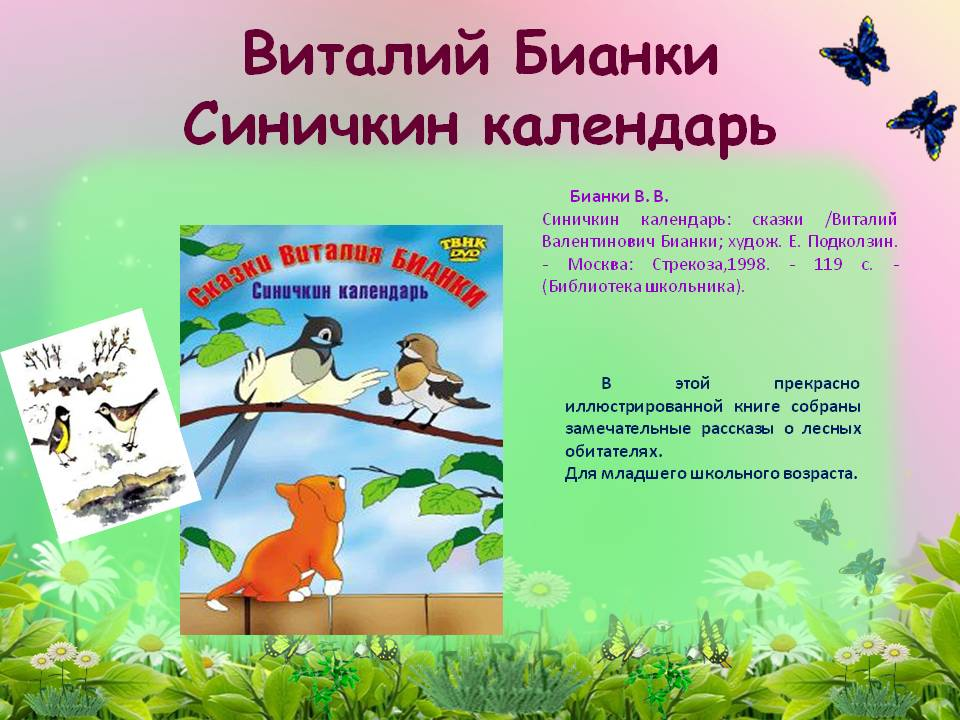 Виталий Бианки
Синичкин календарь
Бианки В. В.
Синичкин календарь: сказки /Виталий
Валентинович Бианки; худож. Е. Подколзин.
- Москва: Стрекоза,1998. - 119 с. -
(Библиотека школьника).
Сказки Виталия БИАНКИ
ТВИК
DVD
Синичкин календарь
В этой прекрасно
иллюстрированной книге собраны
замечательные рассказы о лесных
обитателях.
Для младшего школьного возраста.